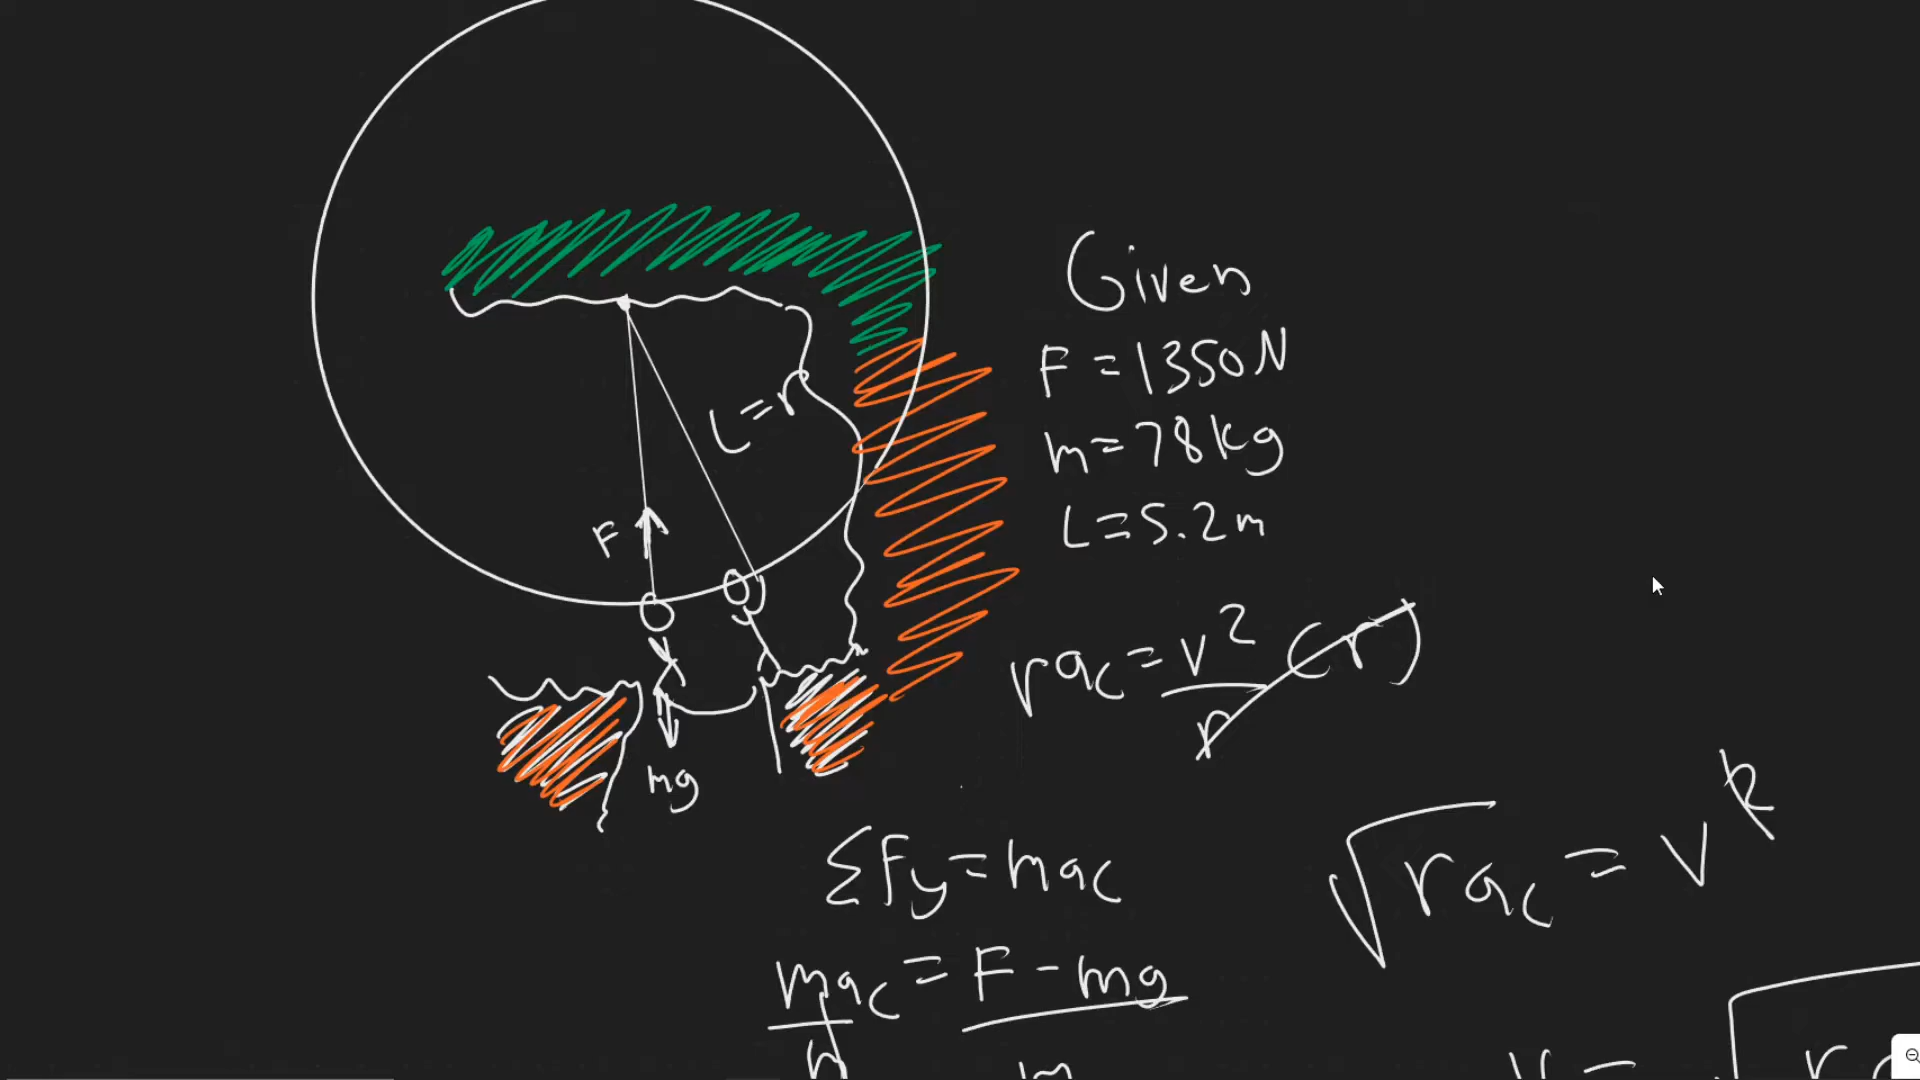 L=r
F
mg
Given
F=1350N
m=78kg
L=5.2m
rac=v²/r (r)
ΣFy=mac
mac=F-mg
m
m
√rac = v
v = √r